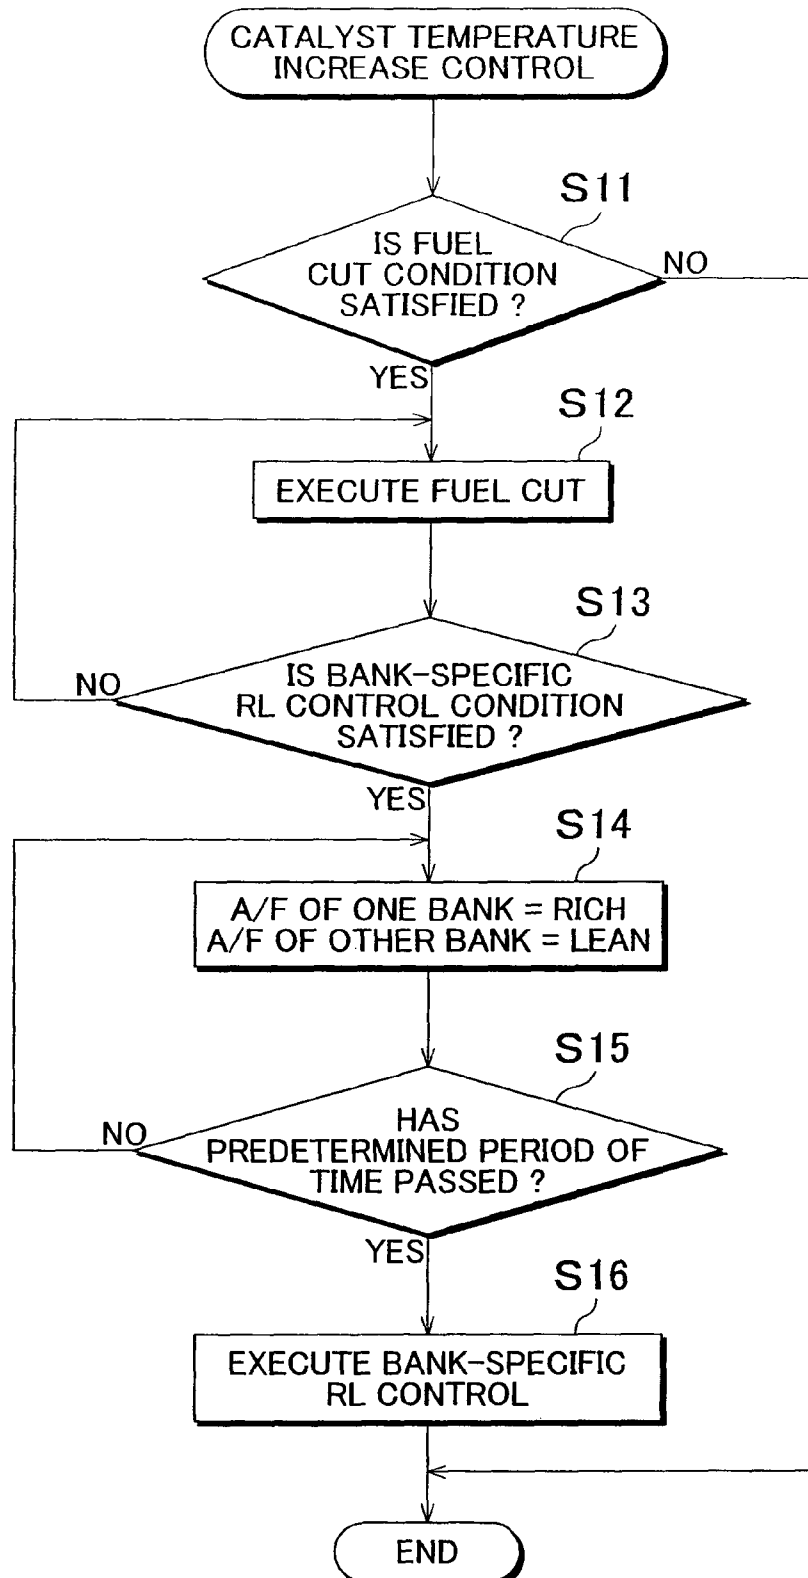 CATALYST TEMPERATURE
INCREASE CONTROL
S11
IS FUEL
CUT CONDITION
SATISFIED ?
NO
YES
S12
EXECUTE FUEL CUT
S13
IS BANK-SPECIFIC
RL CONTROL CONDITION
SATISFIED ?
NO
YES
S14
A/F OF ONE BANK = RICH
A/F OF OTHER BANK = LEAN
S15
HAS
PREDETERMINED PERIOD OF
TIME PASSED ?
NO
YES
S16
EXECUTE BANK-SPECIFIC
RL CONTROL
END